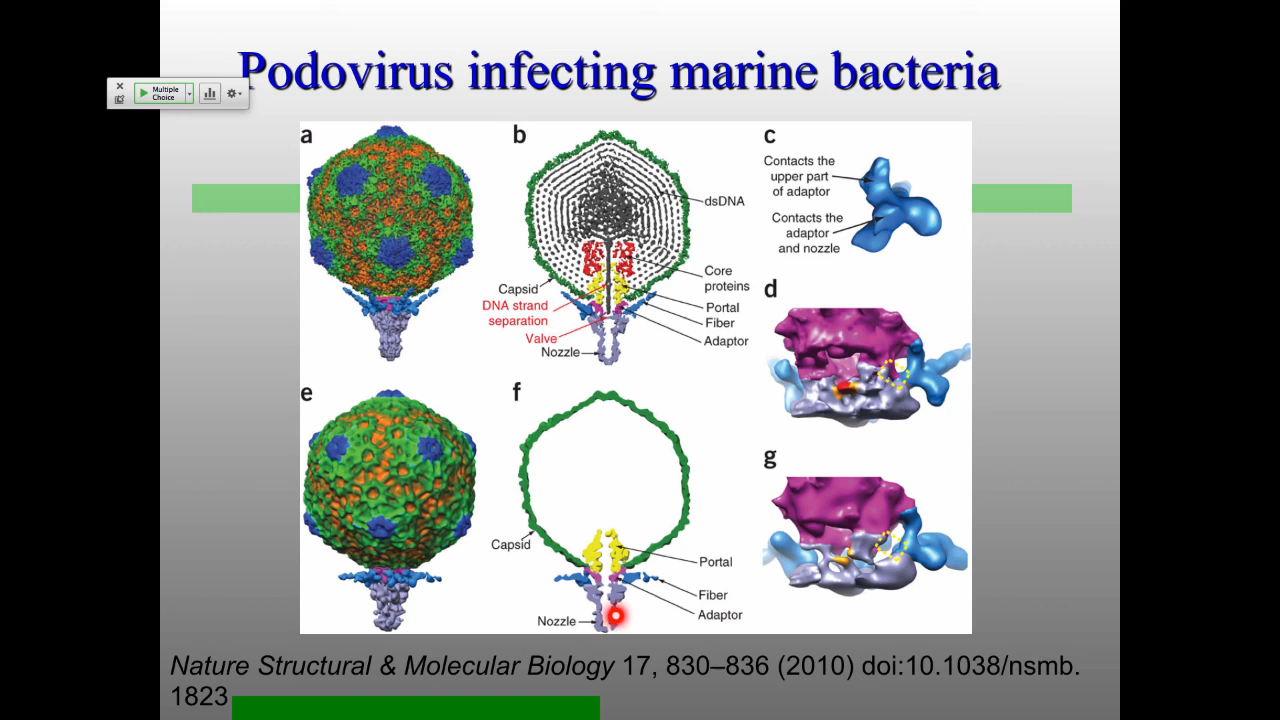 Podovirus infecting marine bacteria
Multiple
Choice
a
b
c
dsDNA
Core
proteins
Capsid
DNA strand
separation
Portal
Fiber
Valve
Adaptor
Nozzle
Contacts the
upper part
of adaptor
Contacts the
adaptor
and nozzle
d
e
f
Capsid
Portal
Fiber
Adaptor
Nozzle
g
Nature Structural & Molecular Biology 17, 830–836 (2010) doi:10.1038/nsmb.
1823